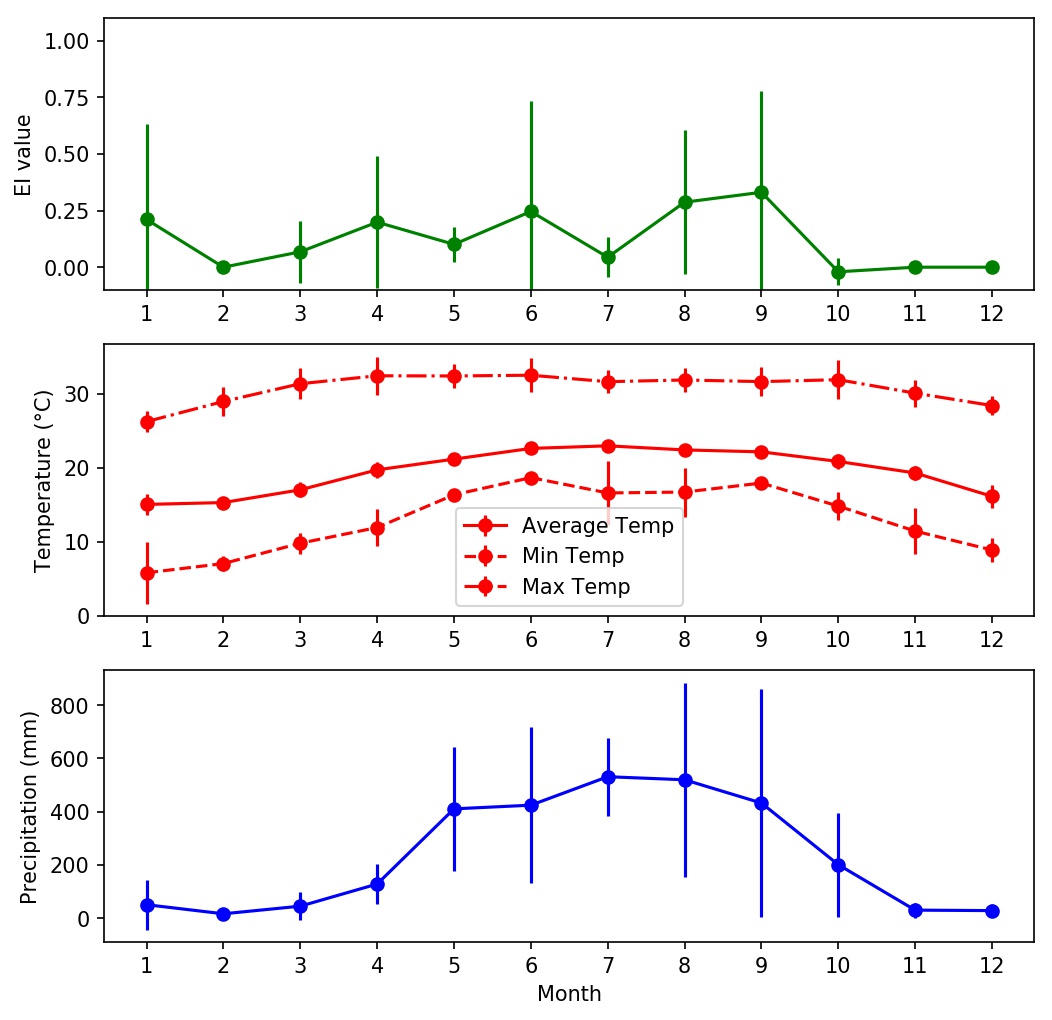 EI value
1.00
0.75
0.50
0.25
0.00
1 2 3 4 5 6 7 8 9 10 11 12
Temperature (°C)
30
20
10
0
Average Temp
Min Temp
Max Temp
1 2 3 4 5 6 7 8 9 10 11 12
Precipitation (mm)
800
600
400
200
0
1 2 3 4 5 6 7 8 9 10 11 12
Month